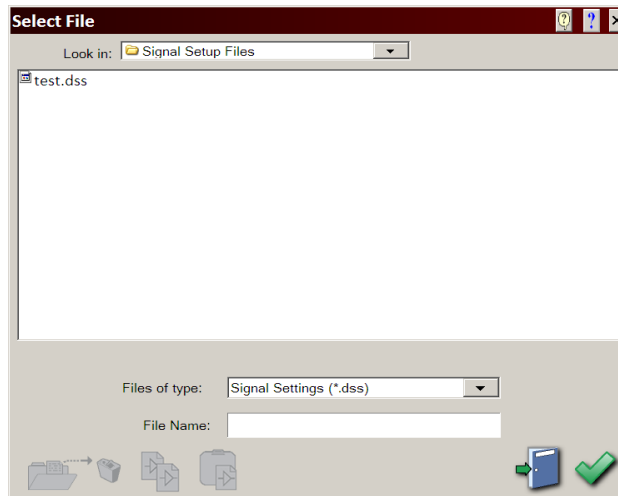 Select File
Look in: Signal Setup Files
test.dss
Files of type: Signal Settings (*.dss)
File Name: